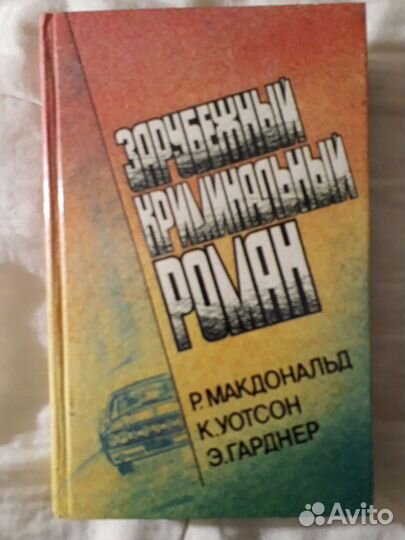 ЗАРУБЕЖНЫЙ
КРИМИНАЛЬНЫЙ
РОМАН
Р. МАКДОНАЛЬД
К. УОТСОН
Э. ГАРДНЕР
Avito